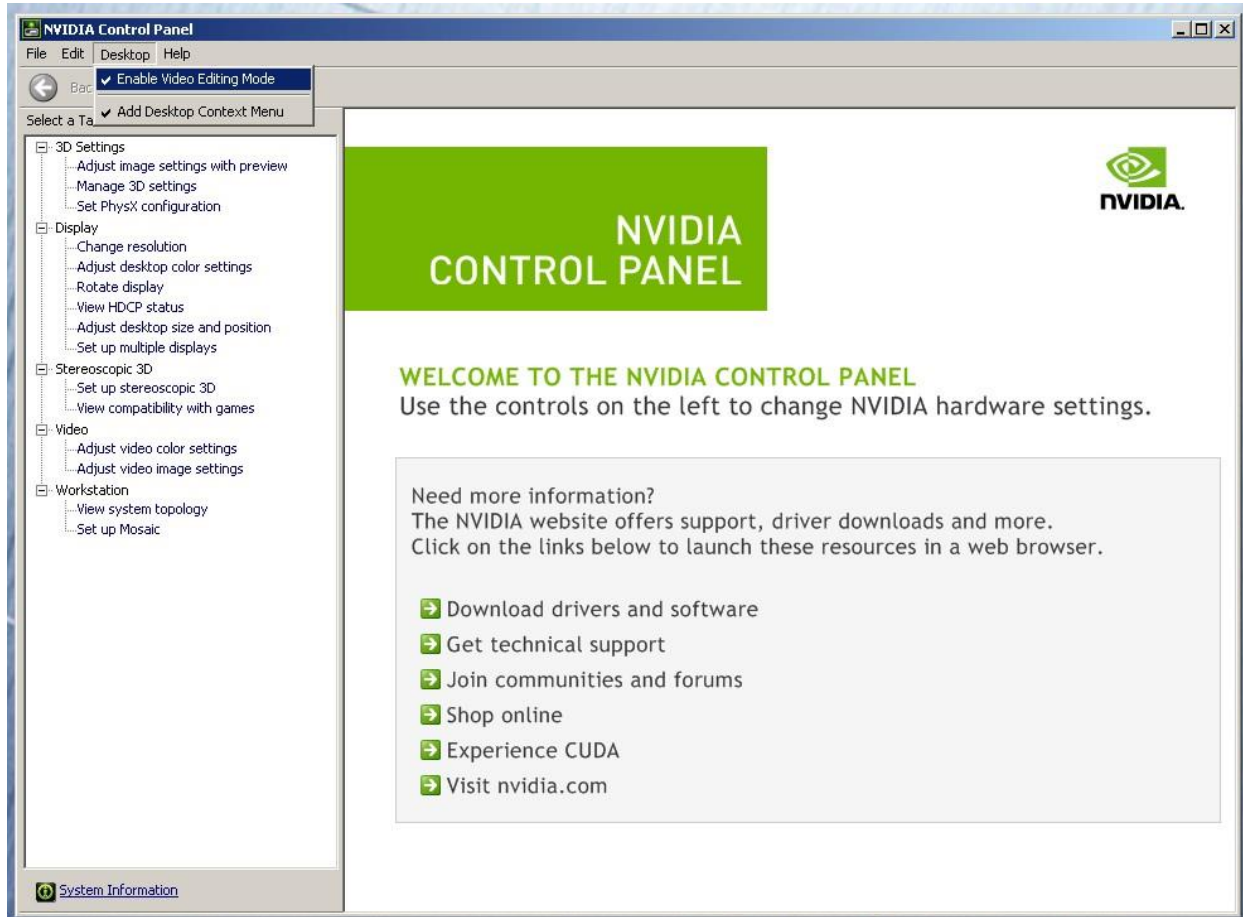 NVIDIA Control Panel
File Edit Desktop Help
Bac
Enable Video Editing Mode
Add Desktop Context Menu
Select a Ta
3D Settings
Adjust image settings with preview
Manage 3D settings
Set PhysX configuration
Display
Change resolution
Adjust desktop color settings
Rotate display
View HDCP status
Adjust desktop size and position
Set up multiple displays
Stereoscopic 3D
Set up stereoscopic 3D
View compatibility with games
Video
Adjust video color settings
Adjust video image settings
Workstation
View system topology
Set up Mosaic
System Information
NVIDIA
CONTROL PANEL
NVIDIA.
WELCOME TO THE NVIDIA CONTROL PANEL
Use the controls on the left to change NVIDIA hardware settings.
Need more information?
The NVIDIA website offers support, driver downloads and more.
Click on the links below to launch these resources in a web browser.
Download drivers and software
Get technical support
Join communities and forums
Shop online
Experience CUDA
Visit nvidia.com